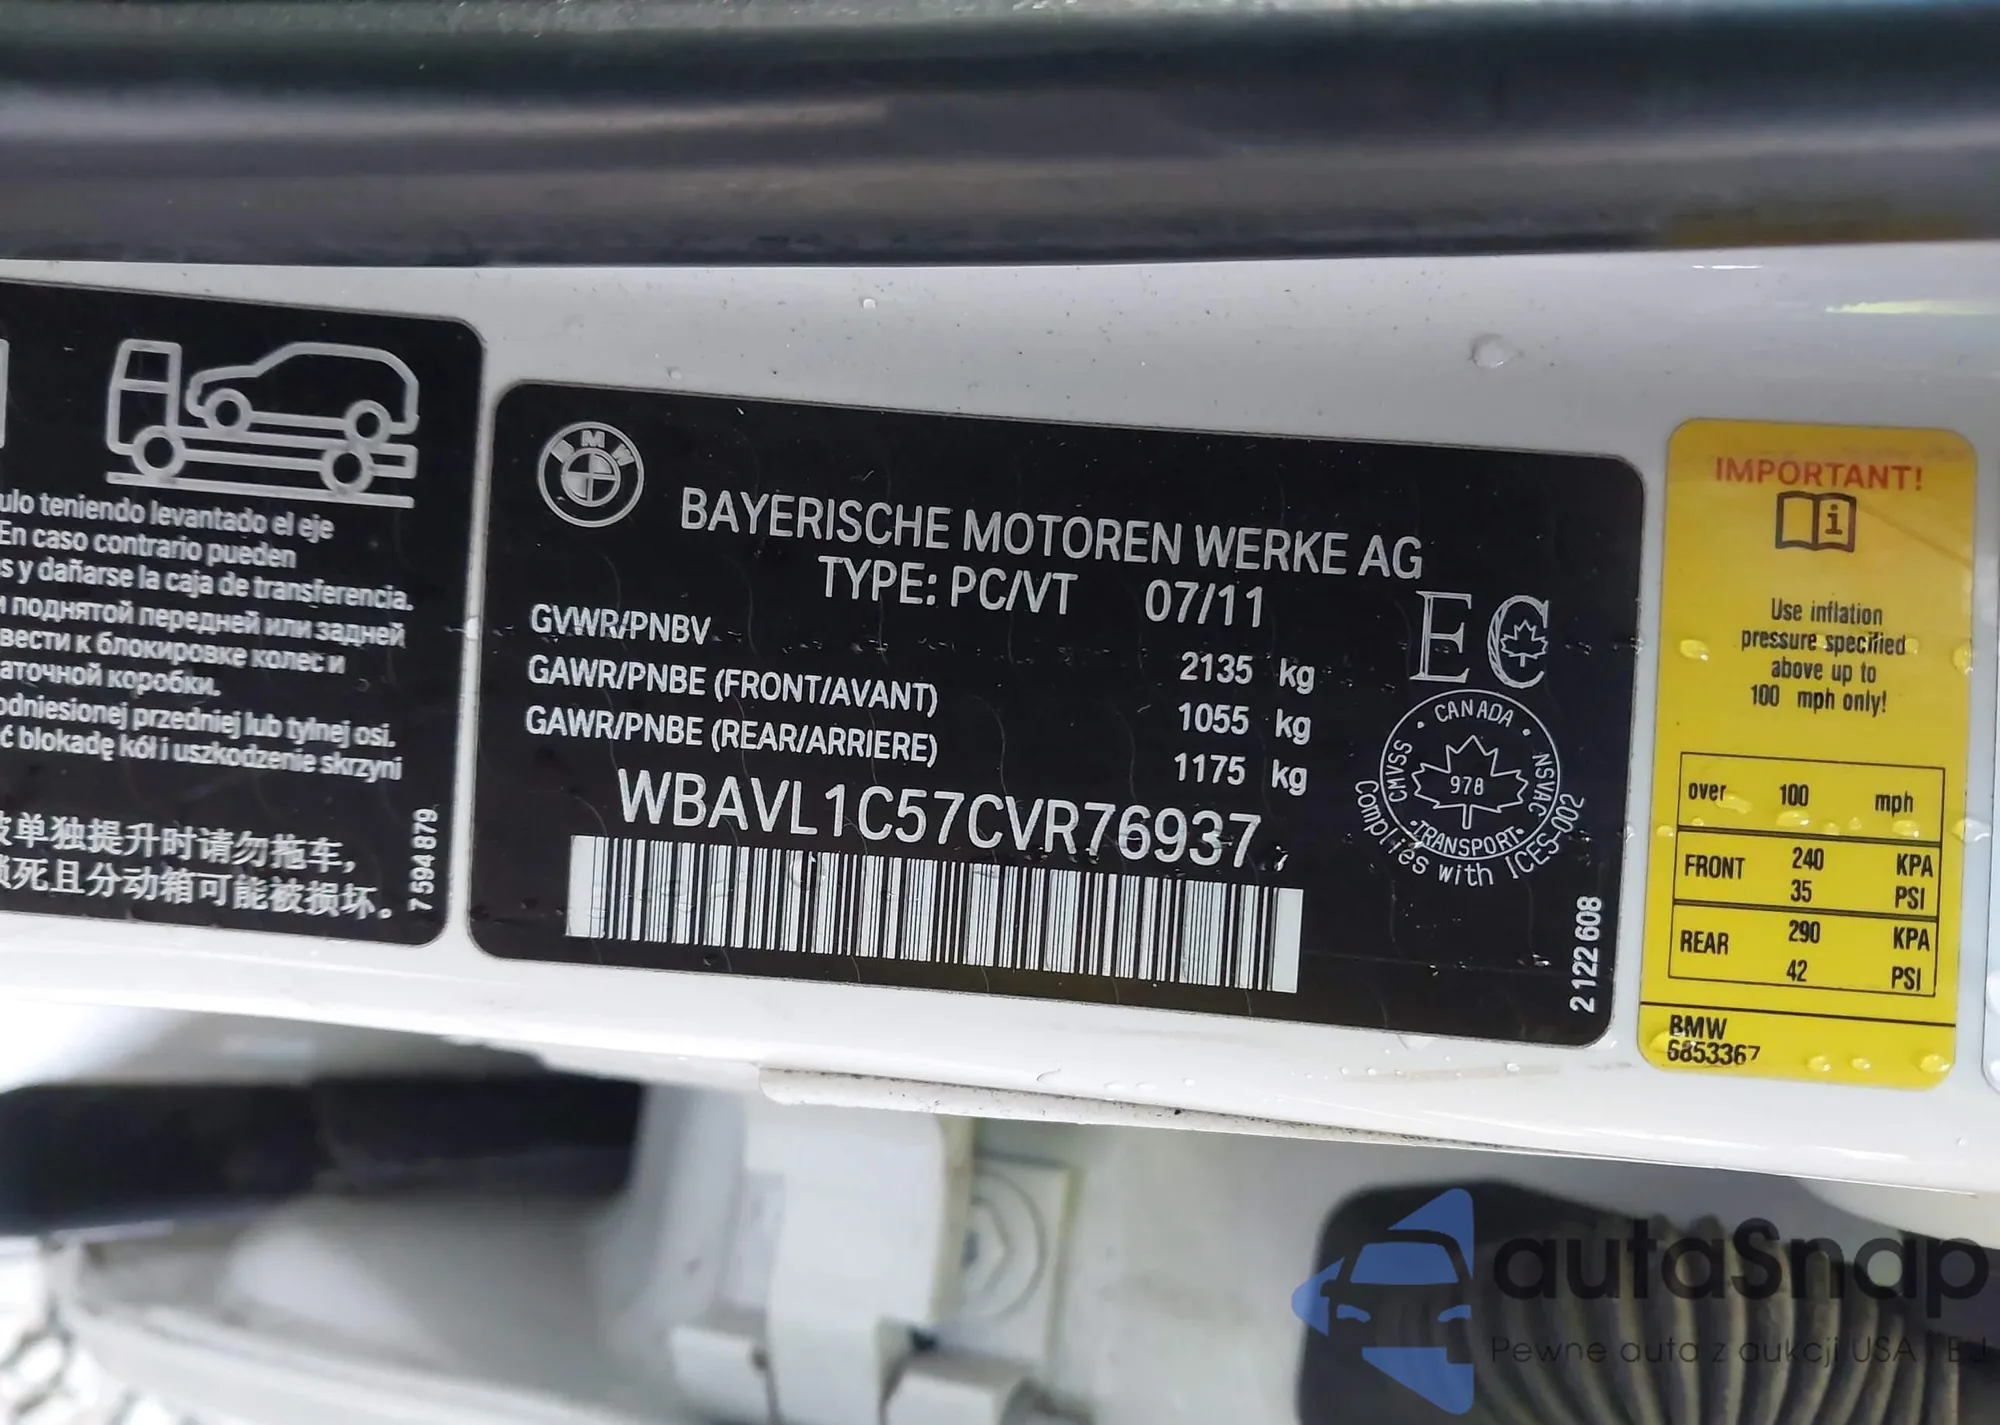 ulo teniendo levantado el eje
En caso contrario pueden
s y dañarse la caja de transferencia.
и поднятой передней или задней
вести к блокировке колес и
аточной коробки.
odniesionej przedniej lub tylnej osi.
ć blokadę kół i uszkodzenie skrzyni
被单独提升时请勿拖车,
锁死且分动箱可能被损坏。
7 594 879
BMW
BAYERISCHE MOTOREN WERKE AG
TYPE: PC/VT 07/11
GVWR/PNBV 2135 kg
GAWR/PNBE (FRONT/AVANT) 1055 kg
GAWR/PNBE (REAR/ARRIERE) 1175 kg
WBAVL1C57CVR76937
EC
CANADA
CMVSS
NSVAC
978
TRANSPORT
Complies with ICES-002
2 122 608
IMPORTANT!
i
Use inflation
pressure specified
above up to
100 mph only!
over 100 mph
FRONT 240 KPA
35 PSI
REAR 290 KPA
42 PSI
BMW
6853367
autaSnap
Pewne auta z aukcji USA i EU